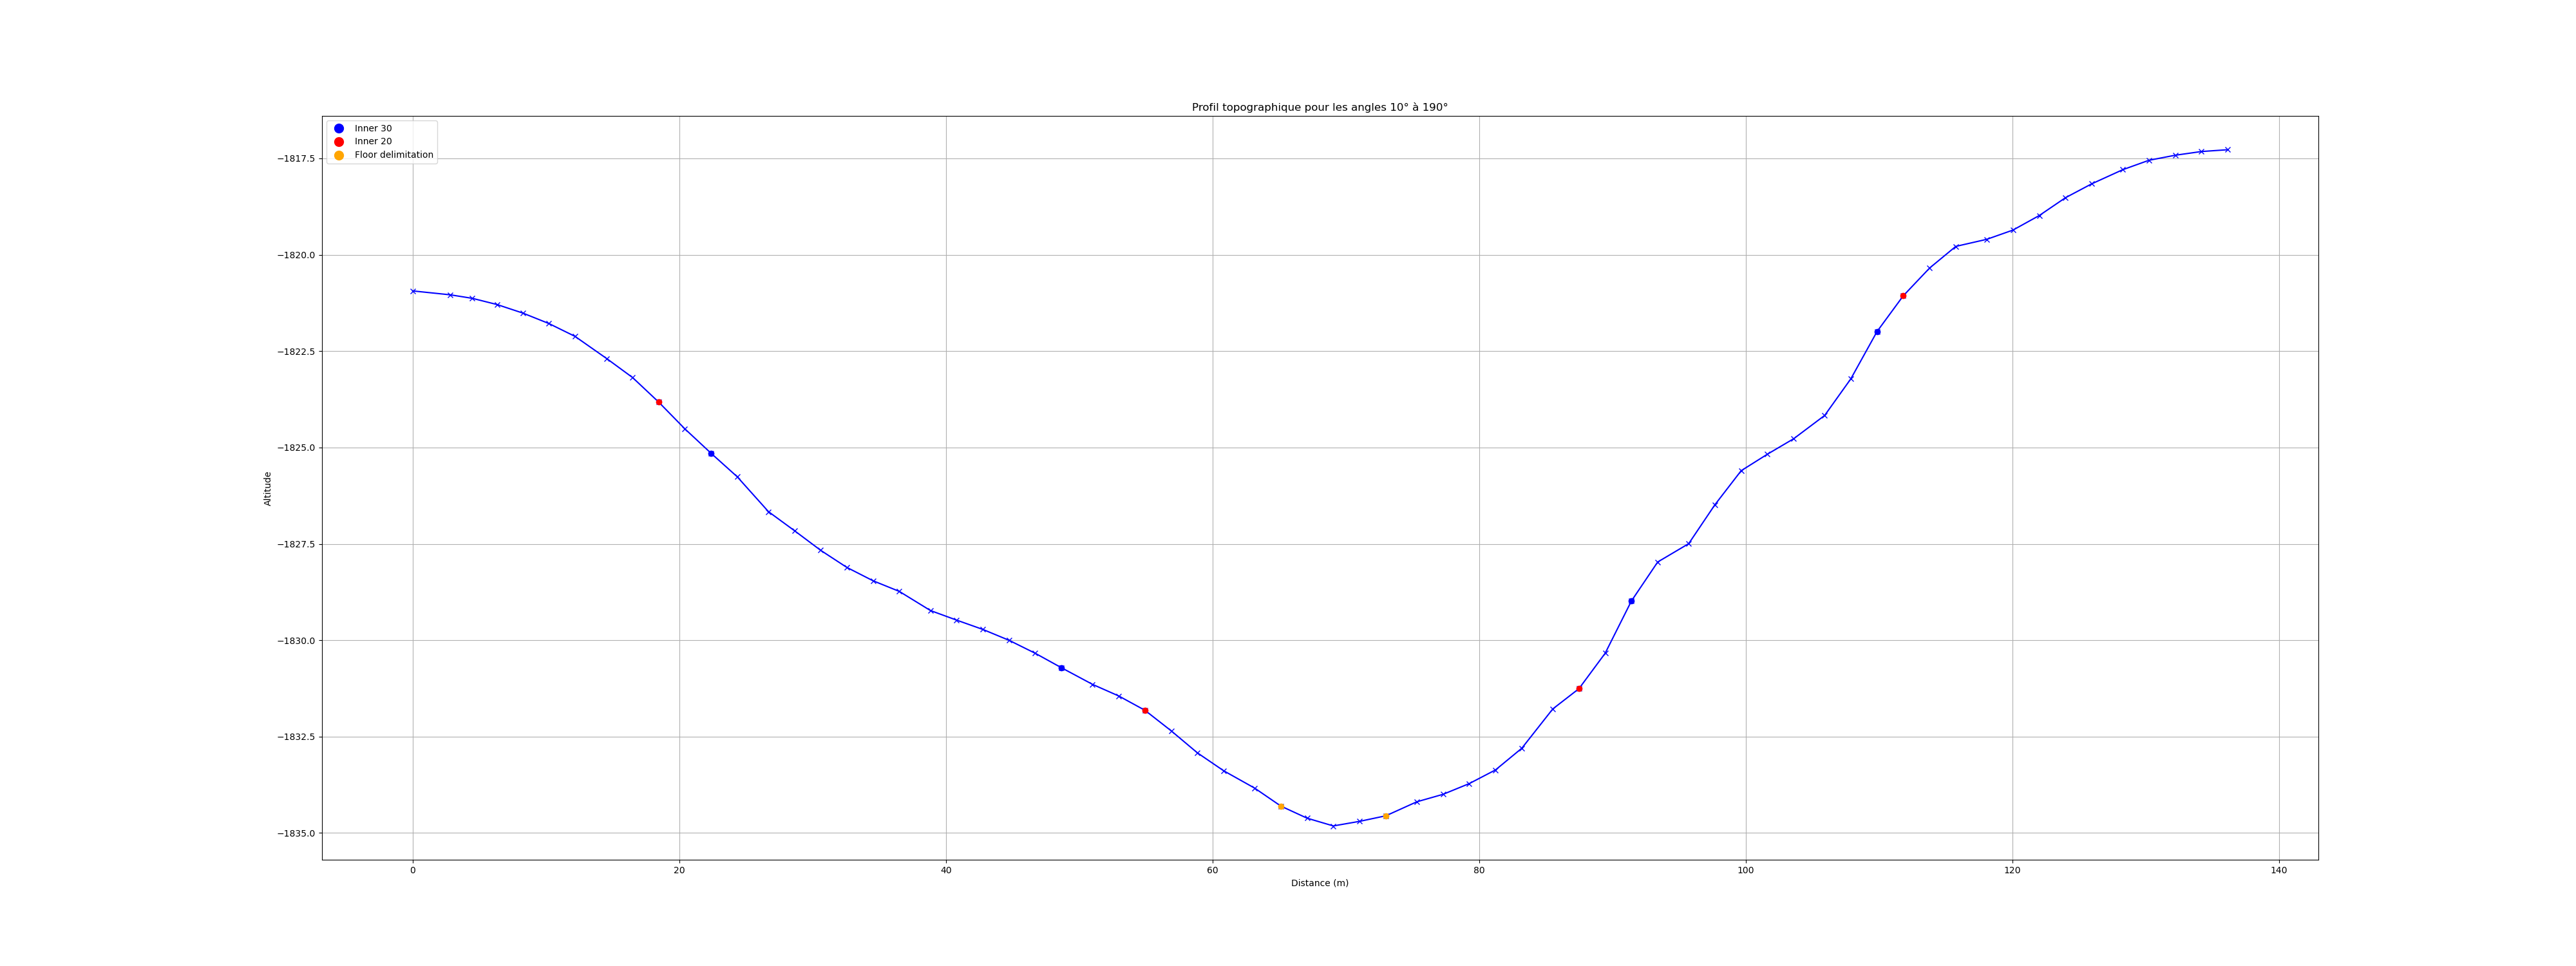 Profil topographique pour les angles 10° à 190°
Inner 30
Inner 20
Floor delimitation
−1817.5
−1820.0
−1822.5
−1825.0
−1827.5
−1830.0
−1832.5
−1835.0
Altitude
0 20 40 60 80 100 120 140
Distance (m)